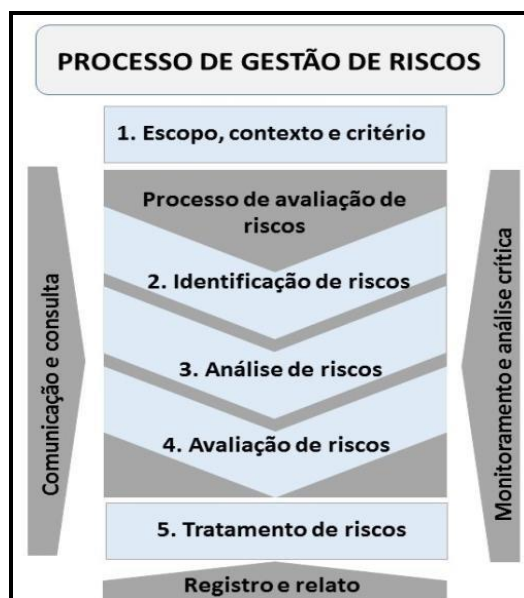 PROCESSO DE GESTÃO DE RISCOS
1. Escopo, contexto e critério
Processo de avaliação de
riscos
2. Identificação de riscos
3. Análise de riscos
4. Avaliação de riscos
5. Tratamento de riscos
Registro e relato
Comunicação e consulta
Monitoramento e análise crítica